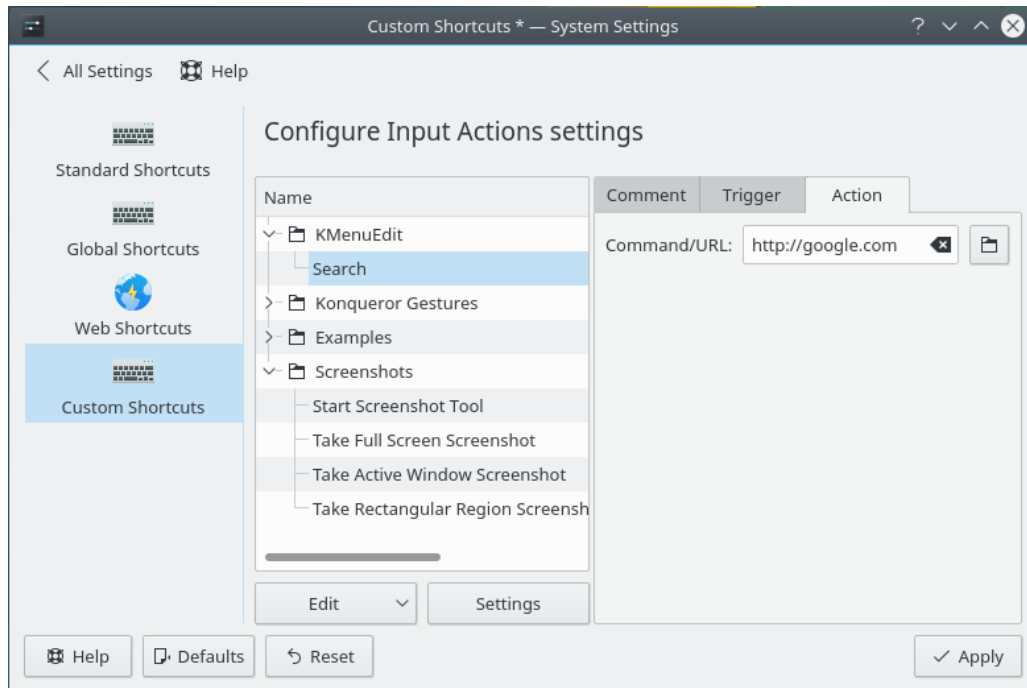 Custom Shortcuts * — System Settings
All Settings
Help
Standard Shortcuts
Global Shortcuts
Web Shortcuts
Custom Shortcuts
Configure Input Actions settings
Name
KMenuEdit
Search
Konqueror Gestures
Examples
Screenshots
Start Screenshot Tool
Take Full Screen Screenshot
Take Active Window Screenshot
Take Rectangular Region Screensh
Edit
Settings
Comment
Trigger
Action
Command/URL:
http://google.com
Help
Defaults
Reset
Apply